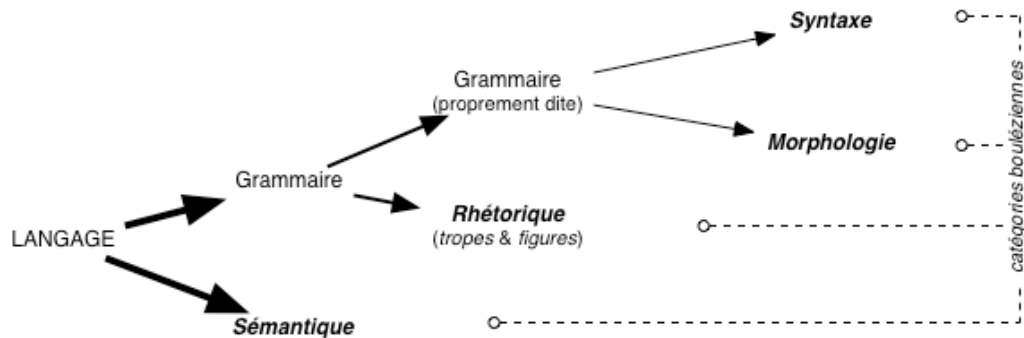 Syntaxe
Grammaire
(proprement dite)
Morphologie
Grammaire
Rhétorique
(tropes & figures)
LANGAGE
Sémantique
catégories bouléziennes